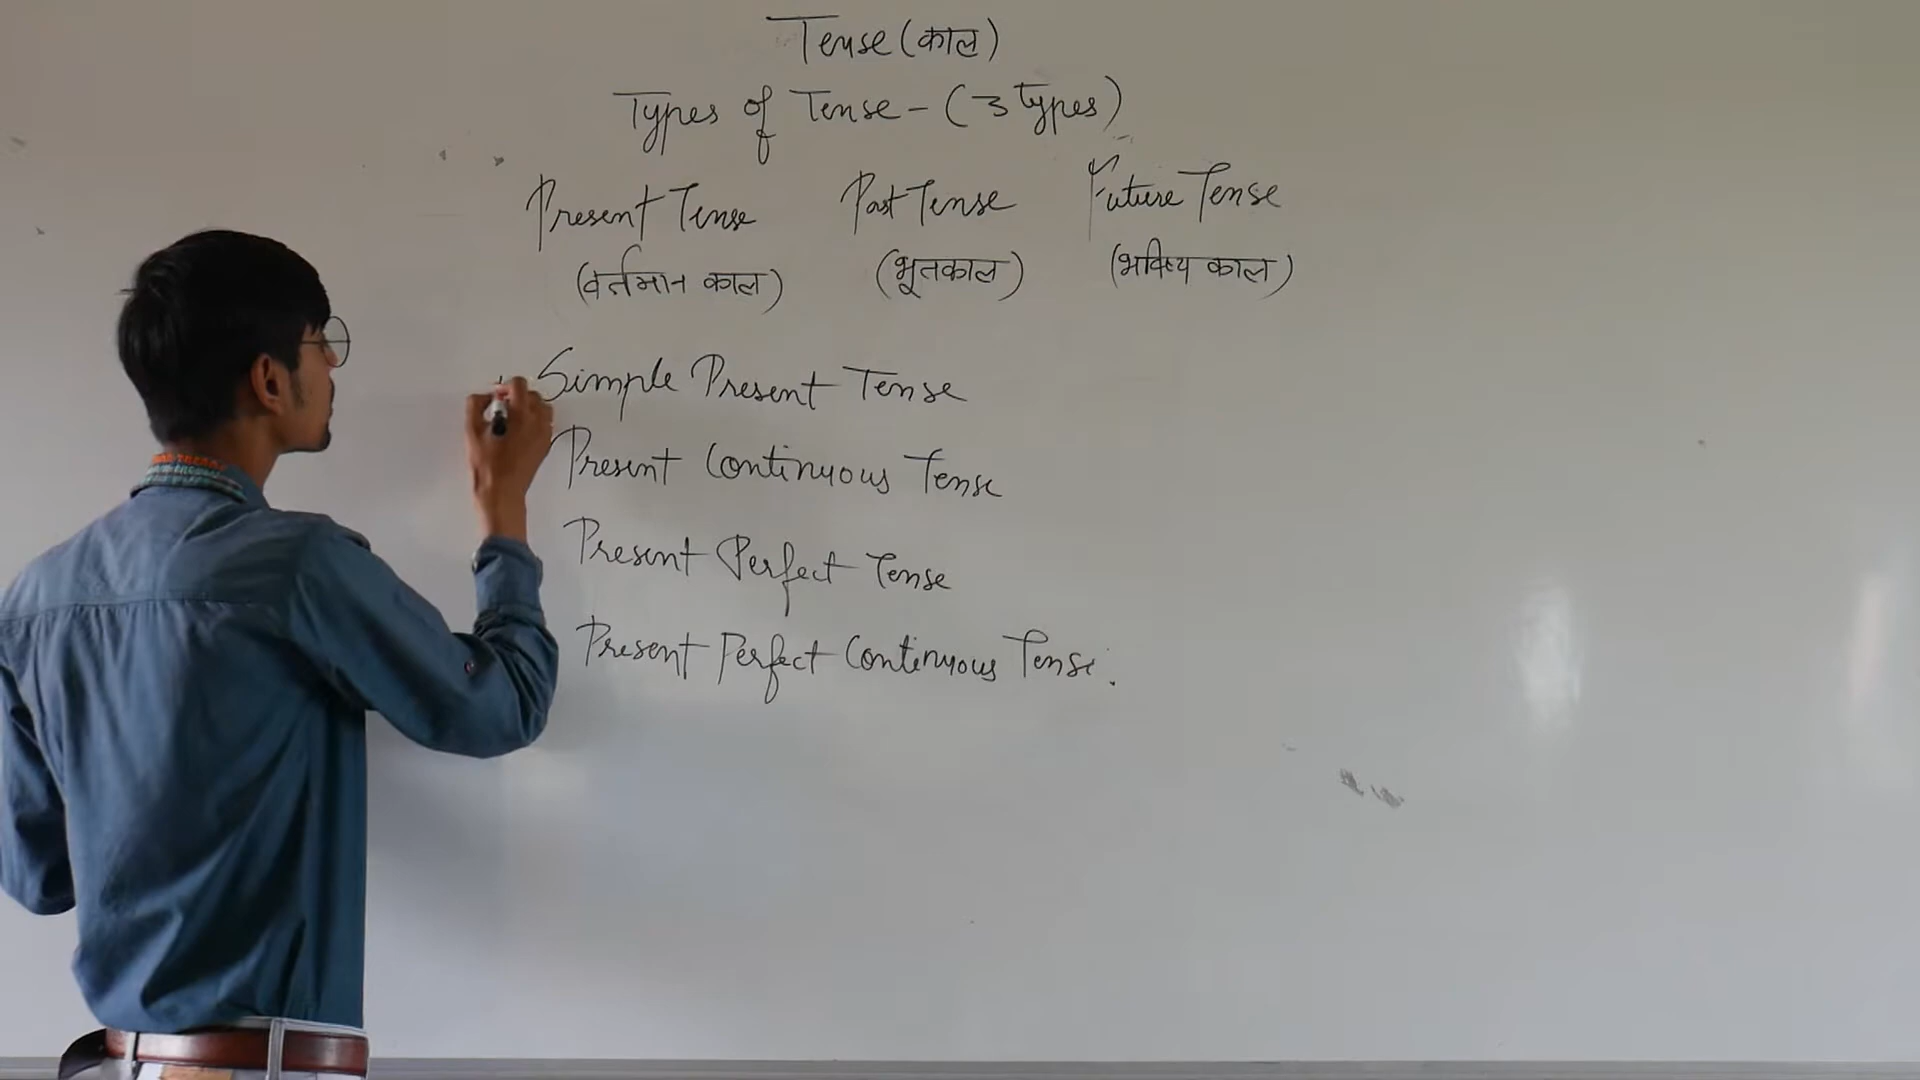 Tense (काल)
Types of Tense - (3 types)
Present Tense Past Tense Future Tense
(वर्तमान काल) (भूतकाल) (भविष्य काल)
Simple Present Tense
Present Continuous Tense
Present Perfect Tense
Present Perfect Continuous Tense.